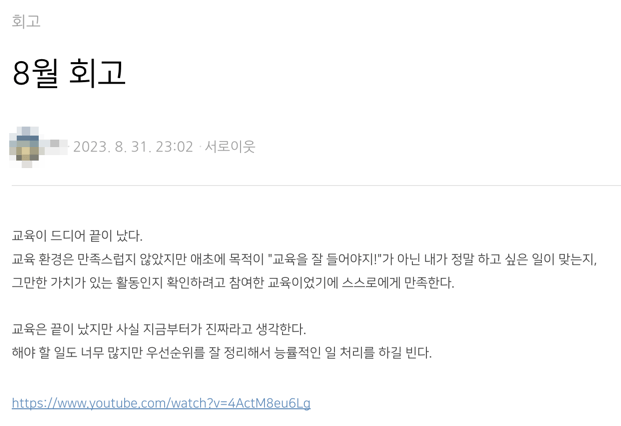 회고
8월 회고
2023. 8. 31. 23:02 · 서로이웃
교육이 드디어 끝이 났다.
교육 환경은 만족스럽지 않았지만 애초에 목적이 "교육을 잘 들어야지!"가 아닌 내가 정말 하고 싶은 일이 맞는지,
그만한 가치가 있는 활동인지 확인하려고 참여한 교육이었기에 스스로에게 만족한다.
교육은 끝이 났지만 사실 지금부터가 진짜라고 생각한다.
해야 할 일도 너무 많지만 우선순위를 잘 정리해서 능률적인 일 처리를 하길 빈다.
https://www.youtube.com/watch?v=4ActM8eu6Lg